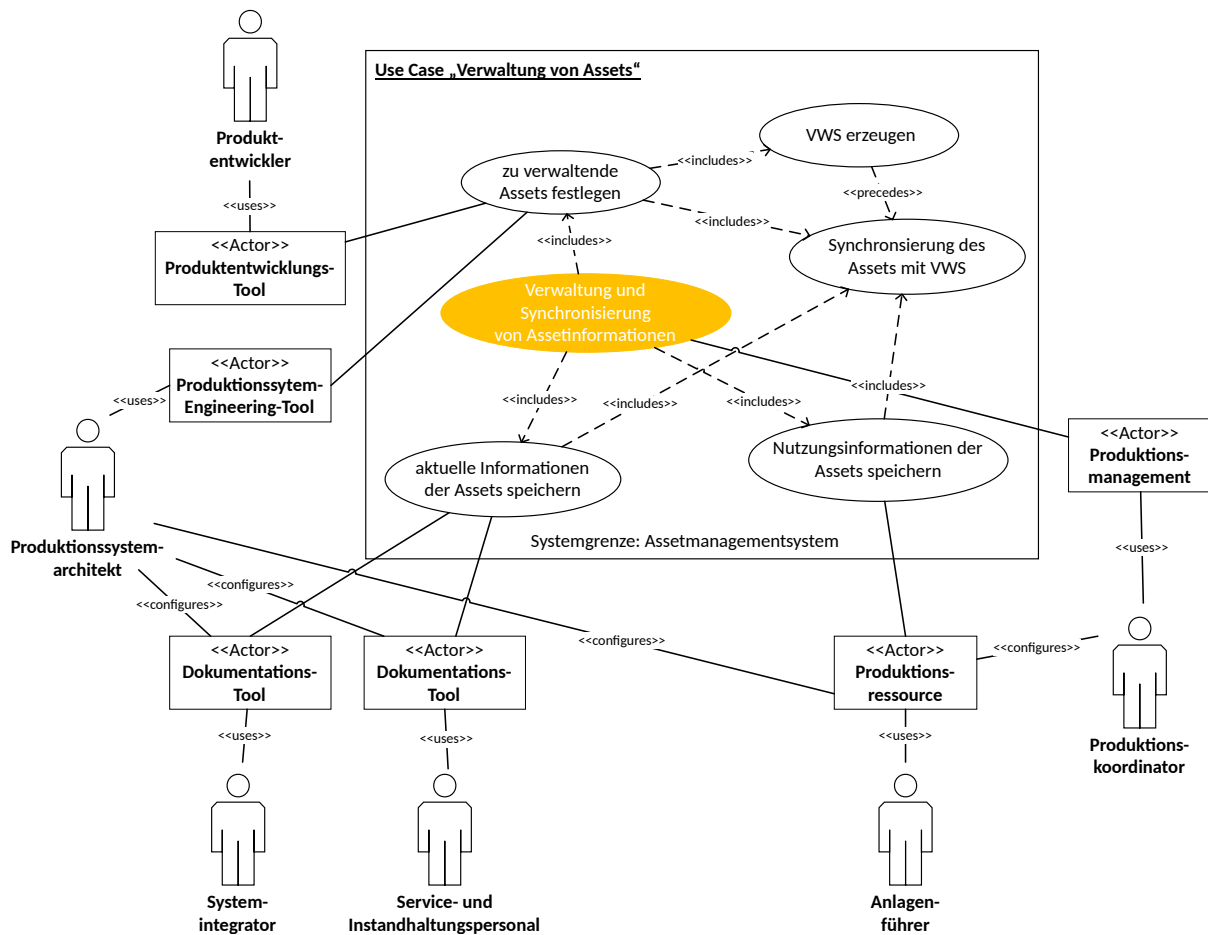 Use Case „Verwaltung von Assets“
Produkt-
entwickler
<<uses>>
<<Actor>>
Produktentwicklungs-
Tool
VWS erzeugen
<<includes>>
zu verwaltende
Assets festlegen
<<precedes>>
<<includes>>
<<includes>>
Synchronsierung des
Assets mit VWS
Verwaltung und
Synchronisierung
von Assetinformationen
<<Actor>>
Produktionssytem-
Engineering-Tool
<<uses>>
<<includes>>
<<includes>>
<<includes>>
<<includes>>
<<Actor>>
Produktions-
management
aktuelle Informationen
der Assets speichern
Nutzungsinformationen der
Assets speichern
Produktionssystem-
architekt
Systemgrenze: Assetmanagementsystem
<<uses>>
<<configures>>
<<configures>>
<<configures>>
<<configures>>
<<Actor>>
Dokumentations-
Tool
<<Actor>>
Dokumentations-
Tool
<<Actor>>
Produktions-
ressource
<<uses>>
<<uses>>
<<uses>>
Produktions-
koordinator
System-
integrator
Service- und
Instandhaltungspersonal
Anlagen-
führer